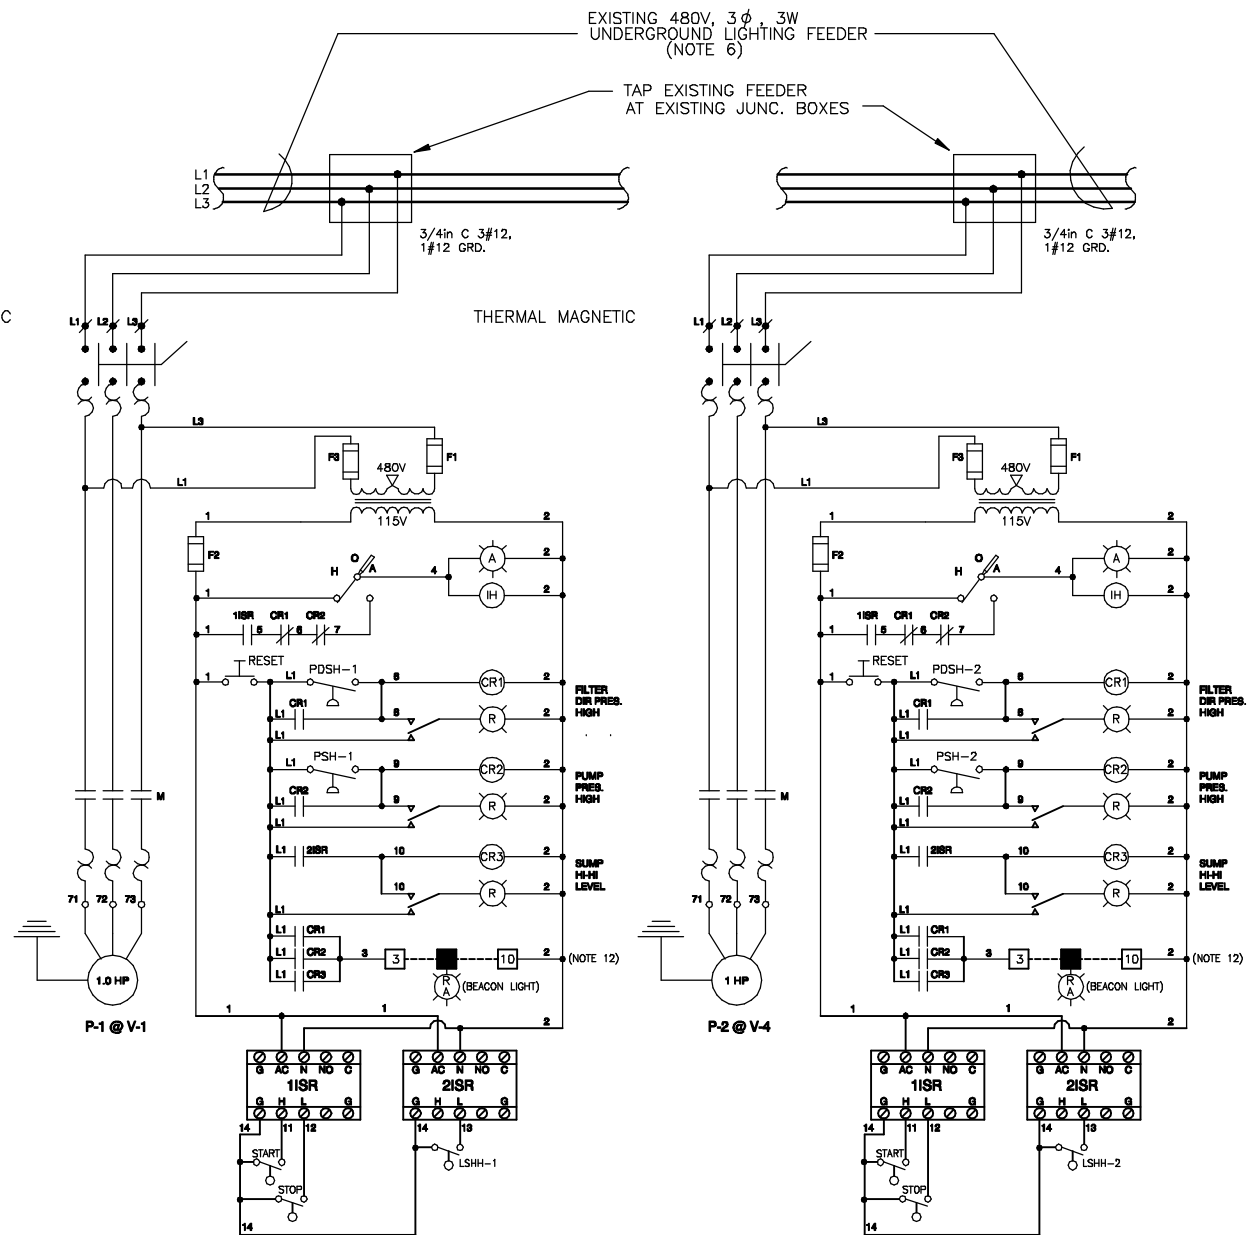 EXISTING 480V, 3ϕ, 3W
UNDERGROUND LIGHTING FEEDER
(NOTE 6)
TAP EXISTING FEEDER
AT EXISTING JUNC. BOXES
L1
L2
L3
3/4in C 3#12,
1#12 GRD.
3/4in C 3#12,
1#12 GRD.
C
THERMAL MAGNETIC
L1 L2 L3
L3
F3 F1
480V
L1
115V
1 2
F2
O
H A 4 A 2
1 IH 2
1ISR CR1 CR2
1 5 6 7
RESET
1 L1 PDSH-1 8 CR1 2
CR1
L1 8 R 2
L1
FILTER
DIR PRES.
HIGH
L1 PSH-1 9 CR2 2
CR2
L1 9 R 2
L1
PUMP
PRES.
HIGH
M
L1 2ISR 10 CR3 2
10 R 2
L1
SUMP
HI-HI
LEVEL
71 72 73
L1 CR1
L1 CR2 3 3 10 2 (NOTE 12)
L1 CR3
R
A
(BEACON LIGHT)
1.0 HP
P-1 @ V-1
1 1 2
G AC N NO C
1ISR
G H L G
G AC N NO C
2ISR
G H L G
14 11 12 14 13
START
LSHH-1
STOP
14
L1 L2 L3
L3
F3 F1
480V
L1
115V
1 2
F2
O
H A 4 A 2
1 IH 2
1ISR CR1 CR2
1 5 6 7
RESET
1 L1 PDSH-2 8 CR1 2
CR1
L1 8 R 2
L1
FILTER
DIR PRES.
HIGH
L1 PSH-2 9 CR2 2
CR2
L1 9 R 2
L1
PUMP
PRES.
HIGH
M
L1 2ISR 10 CR3 2
10 R 2
L1
SUMP
HI-HI
LEVEL
71 72 73
L1 CR1
L1 CR2 3 3 10 2 (NOTE 12)
L1 CR3
R
A
(BEACON LIGHT)
1 HP
P-2 @ V-4
1 1 2
G AC N NO C
1ISR
G H L G
G AC N NO C
2ISR
G H L G
14 11 12 14 13
START
LSHH-2
STOP
14